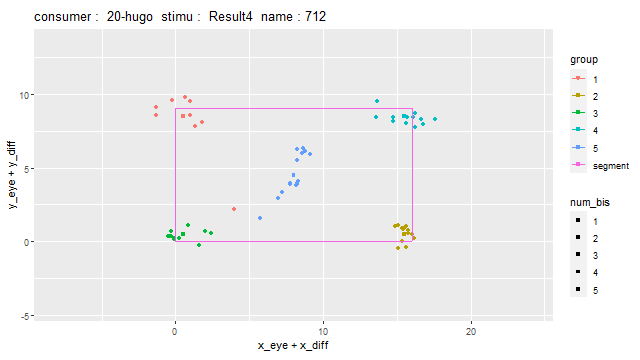 consumer : 20-hugo stimu : Result4 name : 712
10
5
0
-5
y_eye + y_diff
0
10
20
x_eye + x_diff
group
1
2
3
4
5
segment
num_bis
1
2
3
4
5